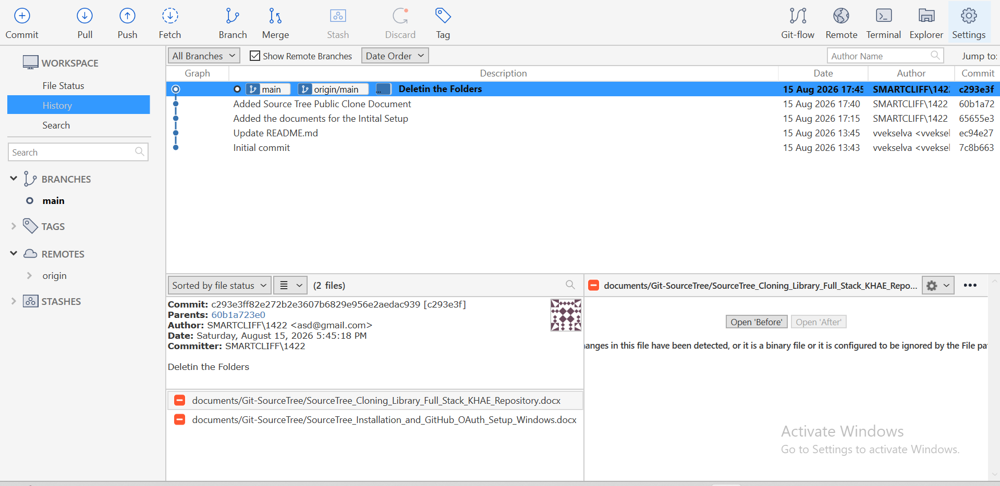 Commit Pull Push Fetch Branch Merge Stash Discard Tag Git-flow Remote Terminal Explorer Settings
WORKSPACE
File Status
History
Search
Search
BRANCHES
main
TAGS
REMOTES
origin
STASHES
All Branches Show Remote Branches Date Order Author Name Jump to:
Graph Description Date Author Commit
main origin/main ... Deletin the Folders 15 Aug 2026 17:45 SMARTCLIFF\1422 c293e3f
Added Source Tree Public Clone Document 15 Aug 2026 17:40 SMARTCLIFF\1422 60b1a72
Added the documents for the Intital Setup 15 Aug 2026 17:15 SMARTCLIFF\1422 65655e3
Update README.md 15 Aug 2026 13:45 vvekselva <vveksel ec94e27
Initial commit 15 Aug 2026 13:43 vvekselva <vveksel 7c8b663
Sorted by file status (2 files)
Commit: c293e3ff82e272b2e3607b6829e956e2aedac939 [c293e3f]
Parents: 60b1a723e0
Author: SMARTCLIFF\1422 <asd@gmail.com>
Date: Saturday, August 15, 2026 5:45:18 PM
Committer: SMARTCLIFF\1422
Deletin the Folders
documents/Git-SourceTree/SourceTree_Cloning_Library_Full_Stack_KHAE_Repository.docx
documents/Git-SourceTree/SourceTree_Installation_and_GitHub_OAuth_Setup_Windows.docx
documents/Git-SourceTree/SourceTree_Cloning_Library_Full_Stack_KHAE_Repo...
Open 'Before' Open 'After'
anges in this file have been detected, or it is a binary file or it is configured to be ignored by the File pa
Activate Windows
Go to Settings to activate Windows.